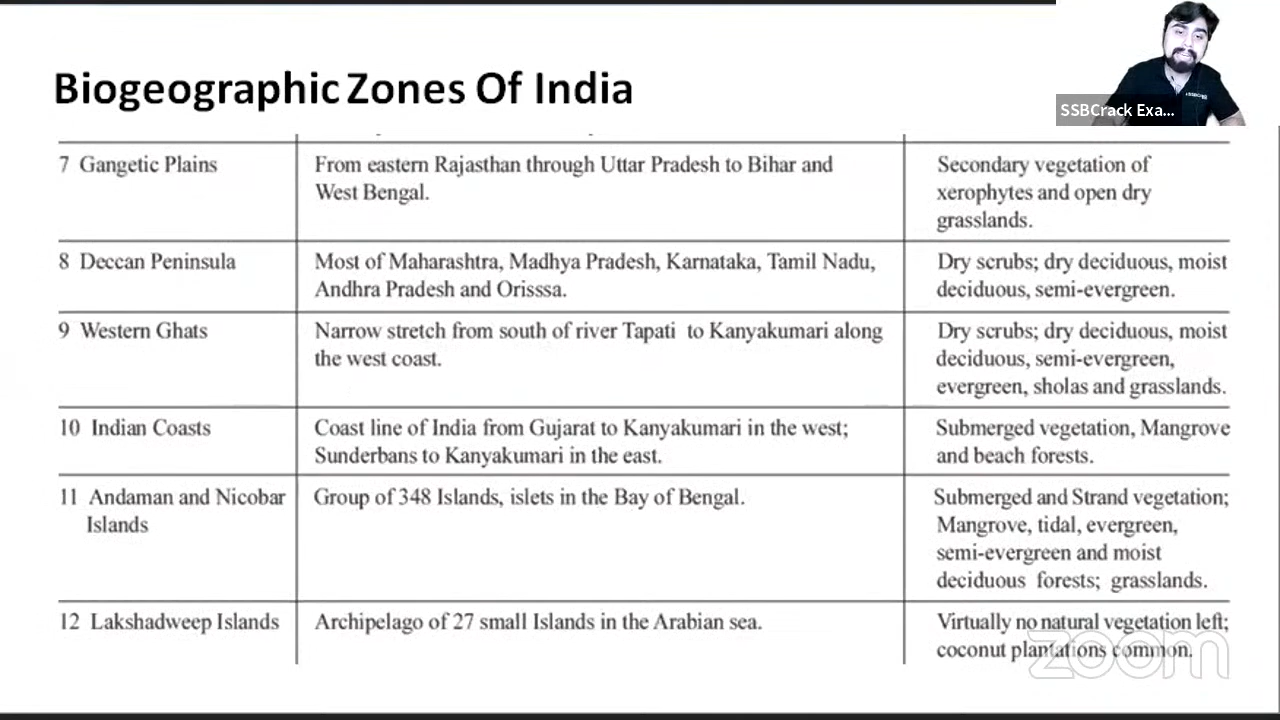 SSBCrack Exa...
Biogeographic Zones Of India
7 Gangetic Plains
From eastern Rajasthan through Uttar Pradesh to Bihar and
West Bengal.
Secondary vegetation of
xerophytes and open dry
grasslands.
8 Deccan Peninsula
Most of Maharashtra, Madhya Pradesh, Karnataka, Tamil Nadu,
Andhra Pradesh and Orisssa.
Dry scrubs; dry deciduous, moist
deciduous, semi-evergreen.
9 Western Ghats
Narrow stretch from south of river Tapati to Kanyakumari along
the west coast.
Dry scrubs; dry deciduous, moist
deciduous, semi-evergreen,
evergreen, sholas and grasslands.
10 Indian Coasts
Coast line of India from Gujarat to Kanyakumari in the west;
Sunderbans to Kanyakumari in the east.
Submerged vegetation, Mangrove
and beach forests.
11 Andaman and Nicobar
Islands
Group of 348 Islands, islets in the Bay of Bengal.
Submerged and Strand vegetation;
Mangrove, tidal, evergreen,
semi-evergreen and moist
deciduous forests; grasslands.
12 Lakshadweep Islands
Archipelago of 27 small Islands in the Arabian sea.
Virtually no natural vegetation left;
coconut plantations common.
zoom